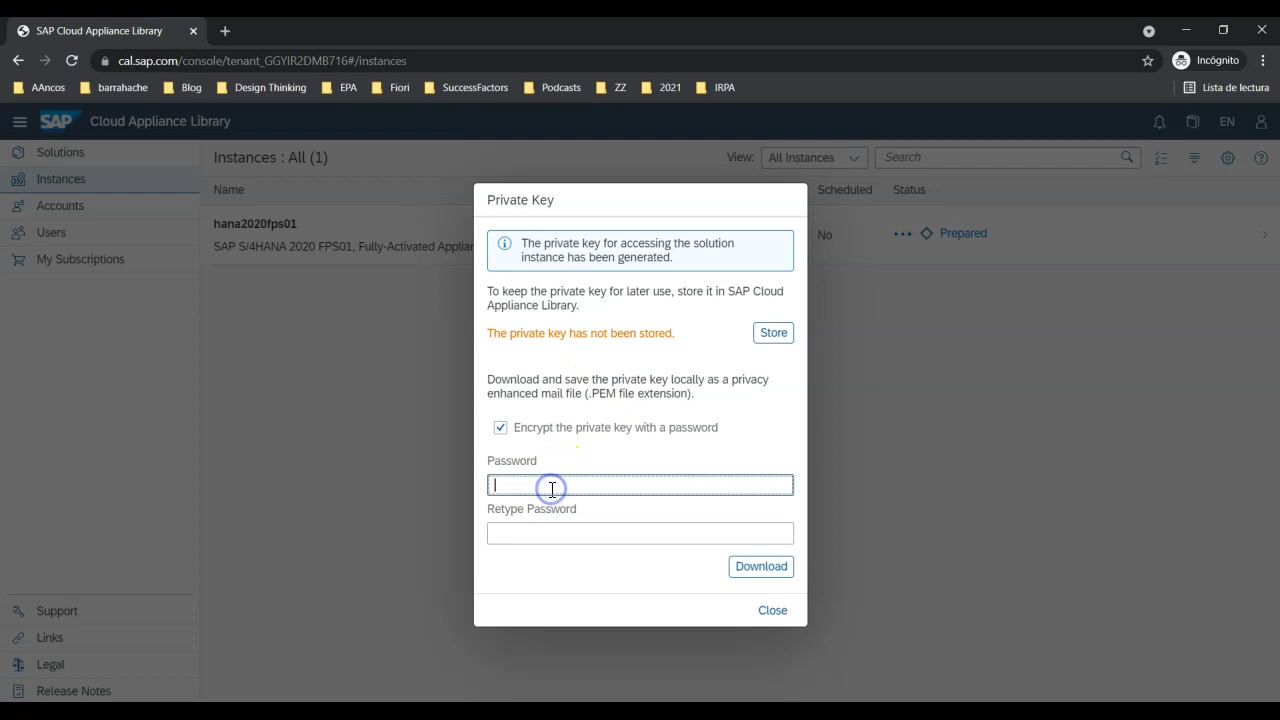 SAP Cloud Appliance Library
cal.sap.com/console/tenant_GGYIR2DMB716#/instances
Incógnito
AAncos
barrahache
Blog
Design Thinking
EPA
Fiori
SuccessFactors
Podcasts
ZZ
2021
IRPA
Lista de lectura
SAP
Cloud Appliance Library
EN
Solutions
Instances
Accounts
Users
My Subscriptions
Instances : All (1)
View:
All Instances
Search
Name
Scheduled
Status
hana2020fps01
SAP S/4HANA 2020 FPS01, Fully-Activated Applian
No
Prepared
Private Key
The private key for accessing the solution
instance has been generated.
To keep the private key for later use, store it in SAP Cloud
Appliance Library.
The private key has not been stored.
Store
Download and save the private key locally as a privacy
enhanced mail file (.PEM file extension).
Encrypt the private key with a password
Password
Retype Password
Download
Close
Support
Links
Legal
Release Notes